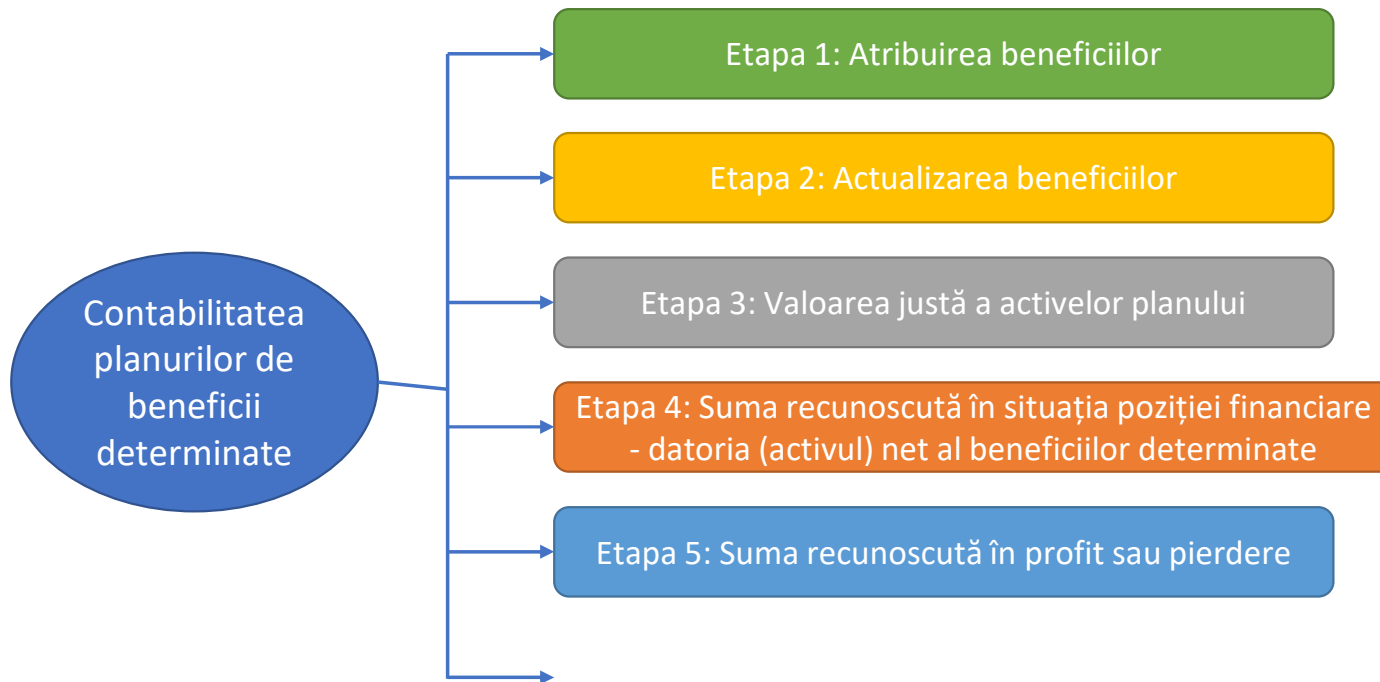 Etapa 1: Atribuirea beneficiilor
Etapa 2: Actualizarea beneficiilor
Etapa 3: Valoarea justă a activelor planului
Contabilitatea
planurilor de
beneficii
determinate
Etapa 4: Suma recunoscută în situația poziției financiare
- datoria (activul) net al beneficiilor determinate
Etapa 5: Suma recunoscută în profit sau pierdere